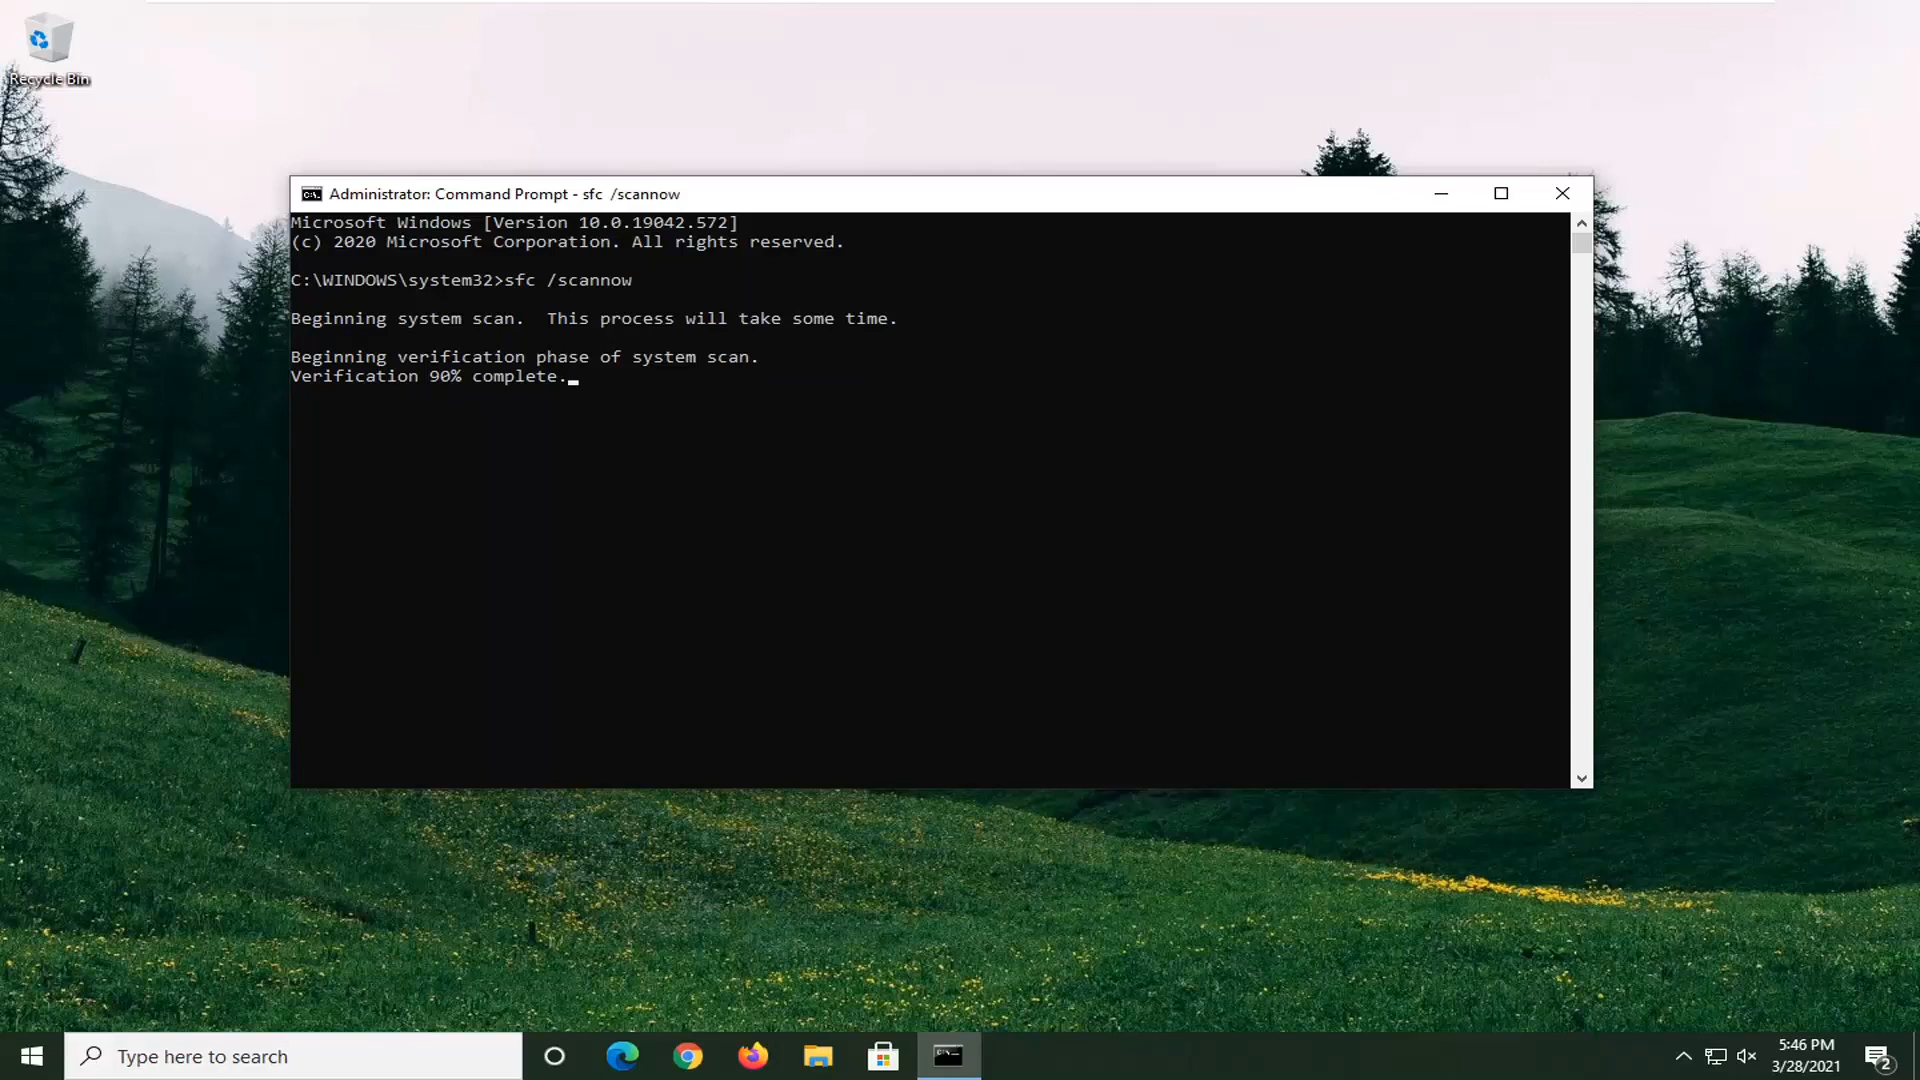 Recycle Bin
Administrator: Command Prompt - sfc  /scannow
Microsoft Windows [Version 10.0.19042.572]
(c) 2020 Microsoft Corporation. All rights reserved.
C:\WINDOWS\system32>sfc /scannow
Beginning system scan.  This process will take some time.
Beginning verification phase of system scan.
Verification 90% complete.
Type here to search
5:46 PM
3/28/2021
2